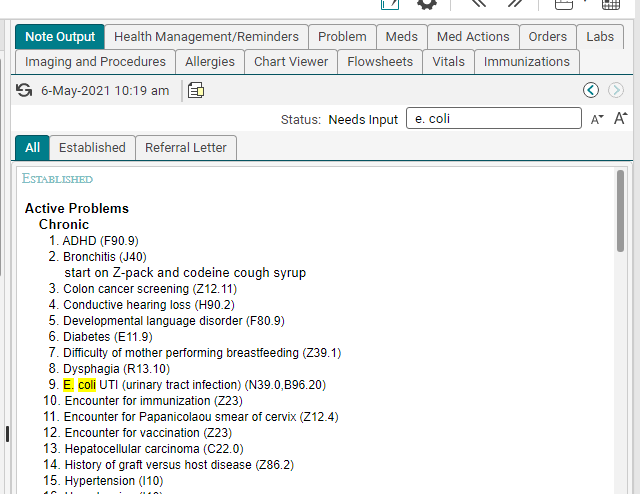 Note Output Health Management/Reminders Problem Meds Med Actions Orders Labs
Imaging and Procedures Allergies Chart Viewer Flowsheets Vitals Immunizations
6-May-2021 10:19 am
Status: Needs Input e. coli A A
All Established Referral Letter
ESTABLISHED
Active Problems
Chronic
1. ADHD (F90.9)
2. Bronchitis (J40)
start on Z-pack and codeine cough syrup
3. Colon cancer screening (Z12.11)
4. Conductive hearing loss (H90.2)
5. Developmental language disorder (F80.9)
6. Diabetes (E11.9)
7. Difficulty of mother performing breastfeeding (Z39.1)
8. Dysphagia (R13.10)
9. E. coli UTI (urinary tract infection) (N39.0,B96.20)
10. Encounter for immunization (Z23)
11. Encounter for Papanicolaou smear of cervix (Z12.4)
12. Encounter for vaccination (Z23)
13. Hepatocellular carcinoma (C22.0)
14. History of graft versus host disease (Z86.2)
15. Hypertension (I10)